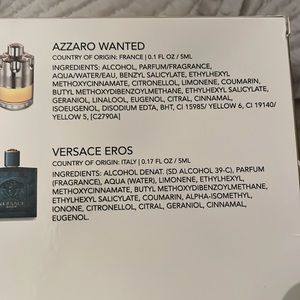 AZZARO WANTED
COUNTRY OF ORIGIN: FRANCE | 0.1 FL OZ / 5ML
INGREDIENTS: ALCOHOL, PARFUM/FRAGRANCE,
AQUA/WATER/EAU, BENZYL SALICYLATE, ETHYLHEXYL
METHOXYCINNAMATE, CITRONELLOL, LIMONENE, COUMARIN,
BUTYL METHOXYDIBENZOYLMETHANE, ETHYLHEXYL
SALICYLATE, GERANIOL, LINALOOL, EUGENOL, CITRAL, CINNAMAL,
ISOEUGENOL, DISODIUM EDTA, BHT, CI 15985/ YELLOW 6, CI 19140/
YELLOW 5, [C2790A]
VERSACE EROS
COUNTRY OF ORIGIN: ITALY | 0.17 FL OZ / 5ML
INGREDIENTS: ALCOHOL DENAT. (SD ALCOHOL 39-C), PARFUM
(FRAGRANCE), AQUA (WATER), LIMONENE, ETHYLHEXYL
METHOXYCINNAMATE, BUTYL METHOXYDIBENZOYLMETHANE,
ETHYLHEXYL SALICYLATE, COUMARIN, ALPHA-ISOMETHYL
IONONE, CITRONELLOL, CITRAL, GERANIOL, CINNAMAL,
EUGENOL.
VERSACE